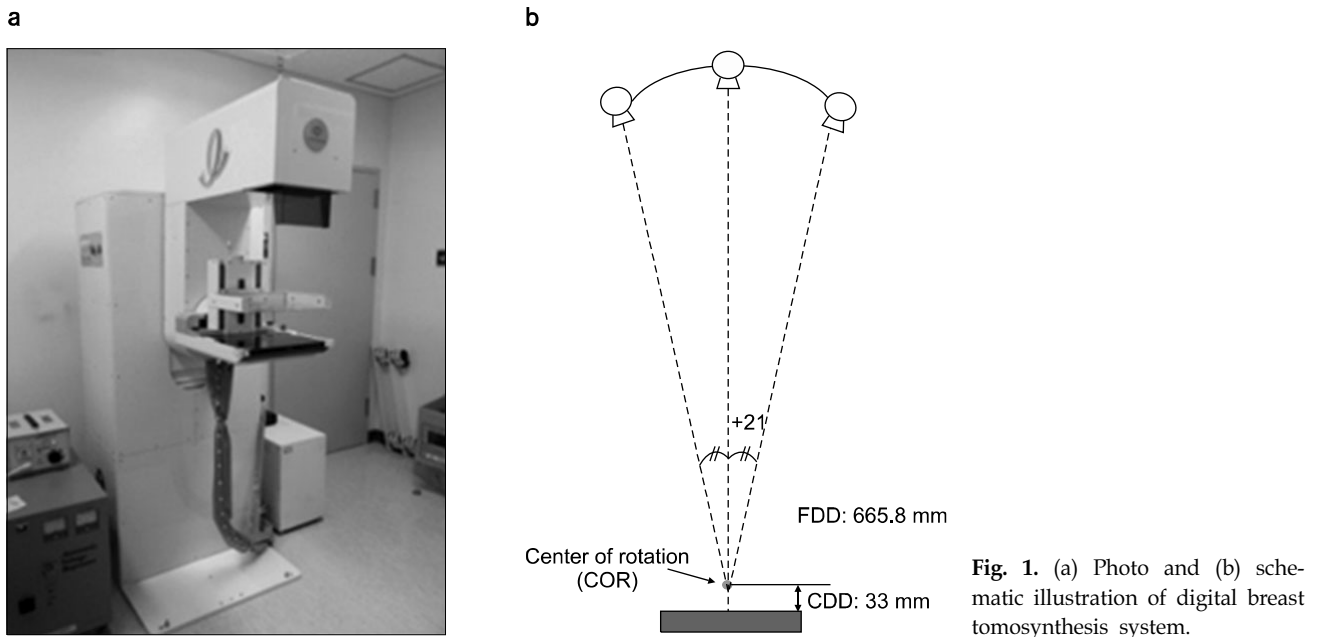 a
b
+21
FDD: 665.8 mm
Center of rotation
(COR)
CDD: 33 mm
Fig. 1. (a) Photo and (b) sche-
matic illustration of digital breast
tomosynthesis system.